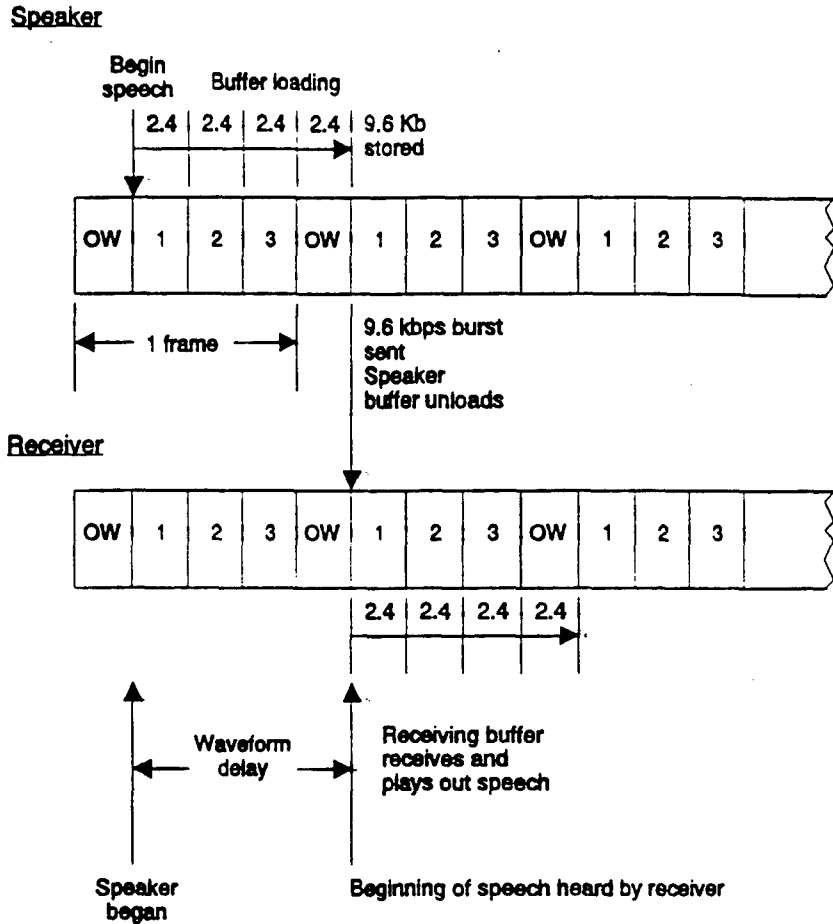 Speaker
Begin
speech
Buffer loading
2.4 2.4 2.4 2.4
9.6 Kb
stored
OW 1 2 3 OW 1 2 3 OW 1 2 3
1 frame
9.6 kbps burst
sent
Speaker
buffer unloads
Receiver
OW 1 2 3 OW 1 2 3 OW 1 2 3
2.4 2.4 2.4 2.4
Waveform
delay
Receiving buffer
receives and
plays out speech
Speaker
began
Beginning of speech heard by receiver